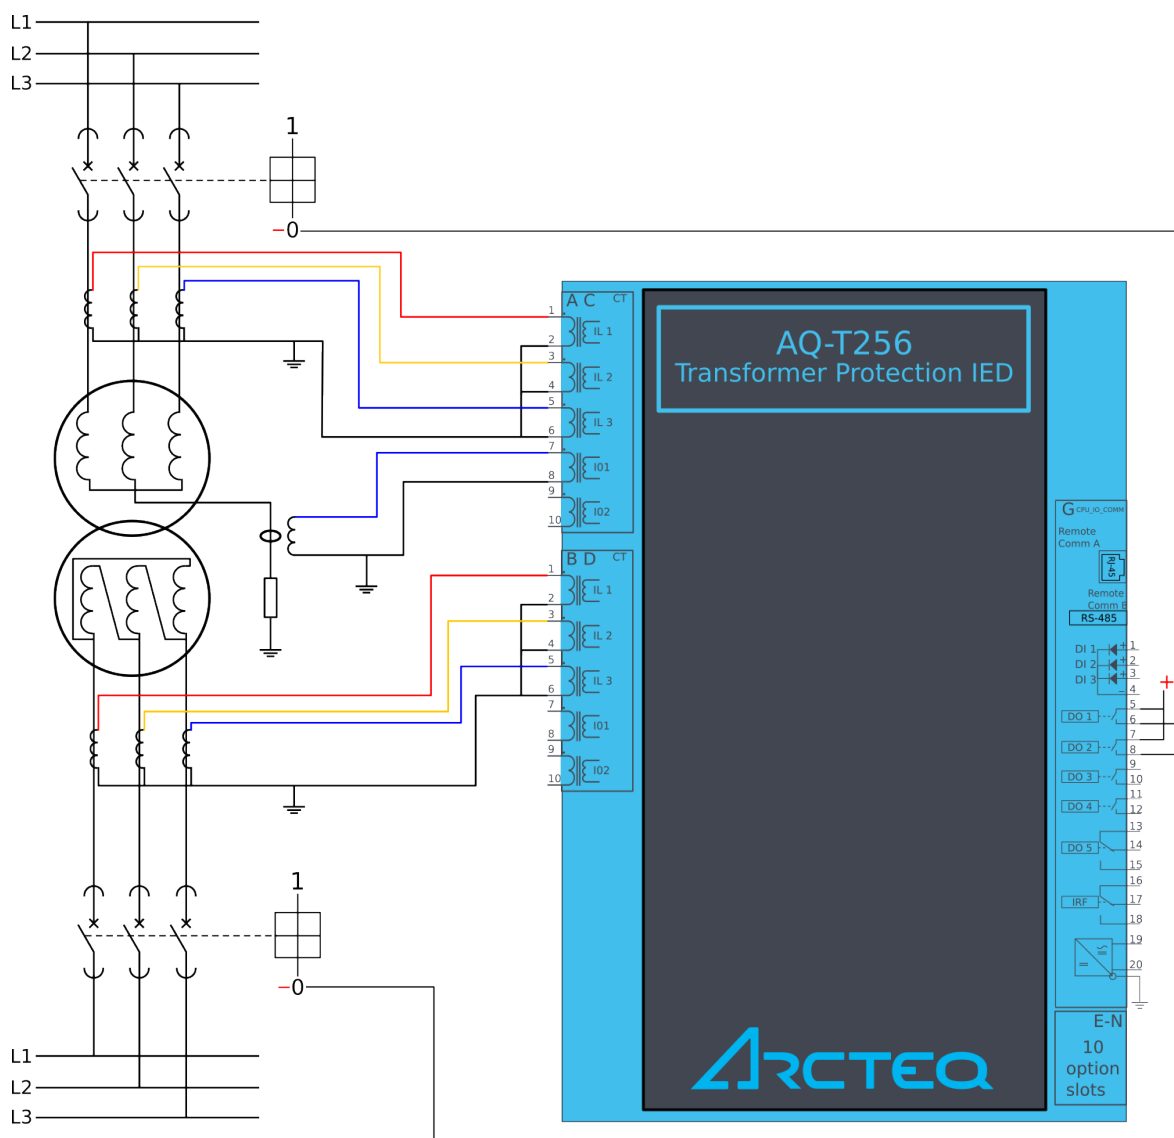 L1
L2
L3
1
−0
A C CT
1
2
3
4
5
6
7
8
9
10
IL 1
IL 2
IL 3
I01
I02
B D CT
1
2
3
4
5
6
7
8
9
10
IL 1
IL 2
IL 3
I01
I02
AQ-T256
Transformer Protection IED
ARCTEQ
G CPU_IO_COMM
Remote
Comm A
RJ-45
Remote
Comm B
RS-485
DI 1 + 1
DI 2 + 2
DI 3 + 3
− 4
+
5
DO 1 6
7
DO 2 8
9
DO 3 10
11
DO 4 12
13
DO 5 14
15
16
IRF 17
18
19
20
E-N
10
option
slots
1
−0
L1
L2
L3